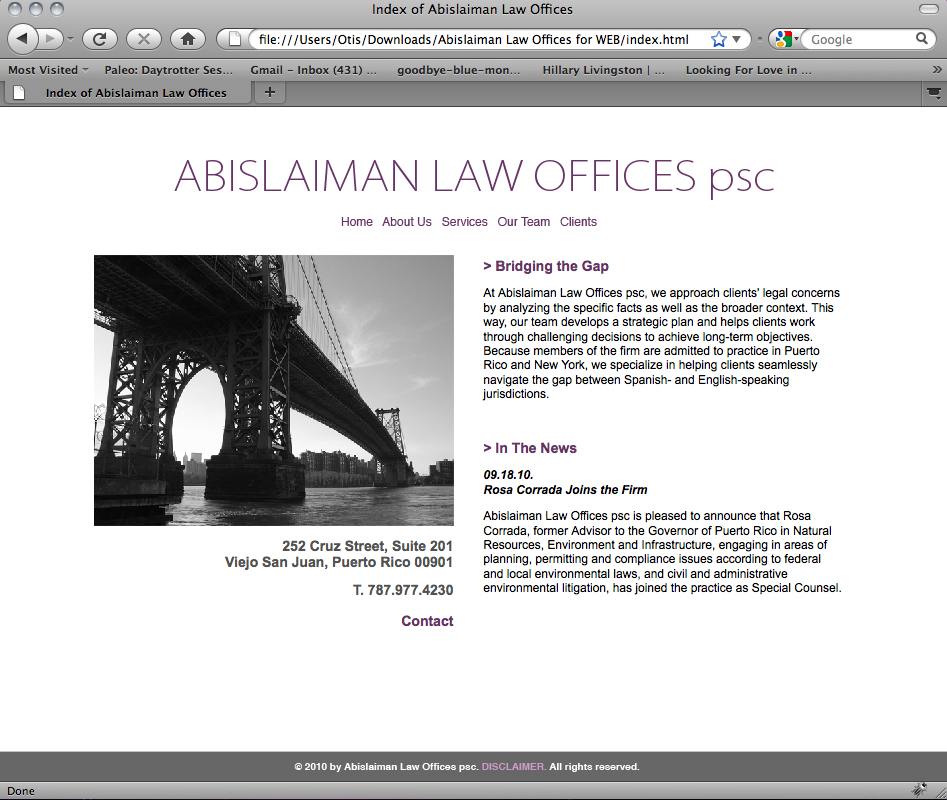 Index of Abislaiman Law Offices
file:///Users/Otis/Downloads/Abislaiman Law Offices for WEB/index.html
Google
Most Visited Paleo: Daytrotter Ses... Gmail - Inbox (431) ... goodbye-blue-mon... Hillary Livingston | ... Looking For Love in ... »
Index of Abislaiman Law Offices +
ABISLAIMAN LAW OFFICES psc
Home About Us Services Our Team Clients
> Bridging the Gap
At Abislaiman Law Offices psc, we approach clients' legal concerns
by analyzing the specific facts as well as the broader context. This
way, our team develops a strategic plan and helps clients work
through challenging decisions to achieve long-term objectives.
Because members of the firm are admitted to practice in Puerto
Rico and New York, we specialize in helping clients seamlessly
navigate the gap between Spanish- and English-speaking
jurisdictions.
> In The News
09.18.10.
Rosa Corrada Joins the Firm
Abislaiman Law Offices psc is pleased to announce that Rosa
Corrada, former Advisor to the Governor of Puerto Rico in Natural
Resources, Environment and Infrastructure, engaging in areas of
planning, permitting and compliance issues according to federal
and local environmental laws, and civil and administrative
environmental litigation, has joined the practice as Special Counsel.
252 Cruz Street, Suite 201
Viejo San Juan, Puerto Rico 00901
T. 787.977.4230
Contact
© 2010 by Abislaiman Law Offices psc. DISCLAIMER. All rights reserved.
Done